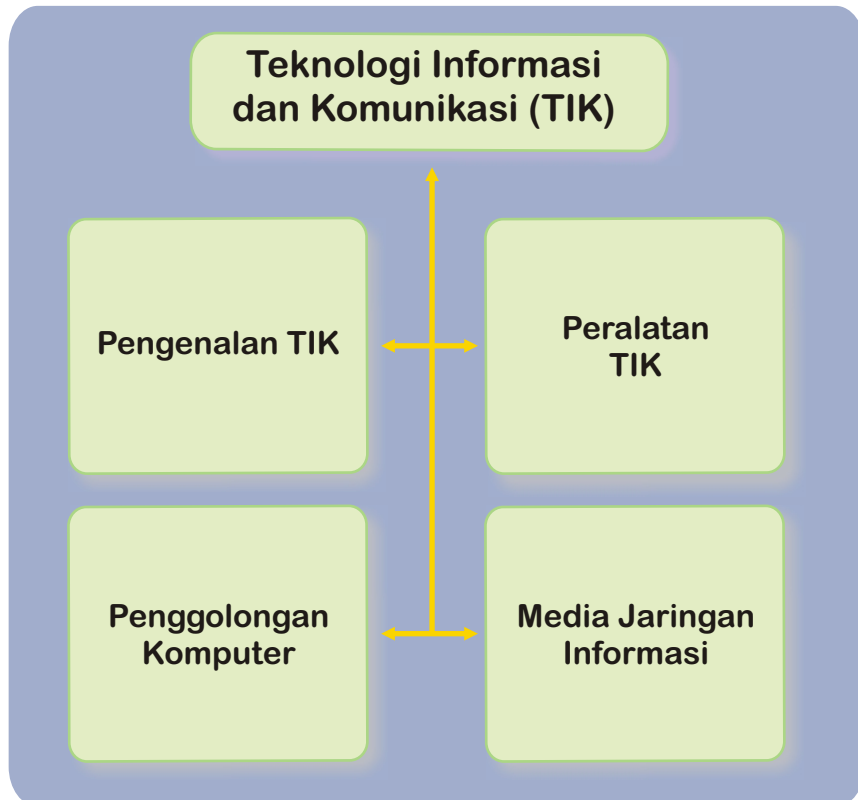 Teknologi Informasi
dan Komunikasi (TIK)
Pengenalan TIK
Peralatan
TIK
Penggolongan
Komputer
Media Jaringan
Informasi